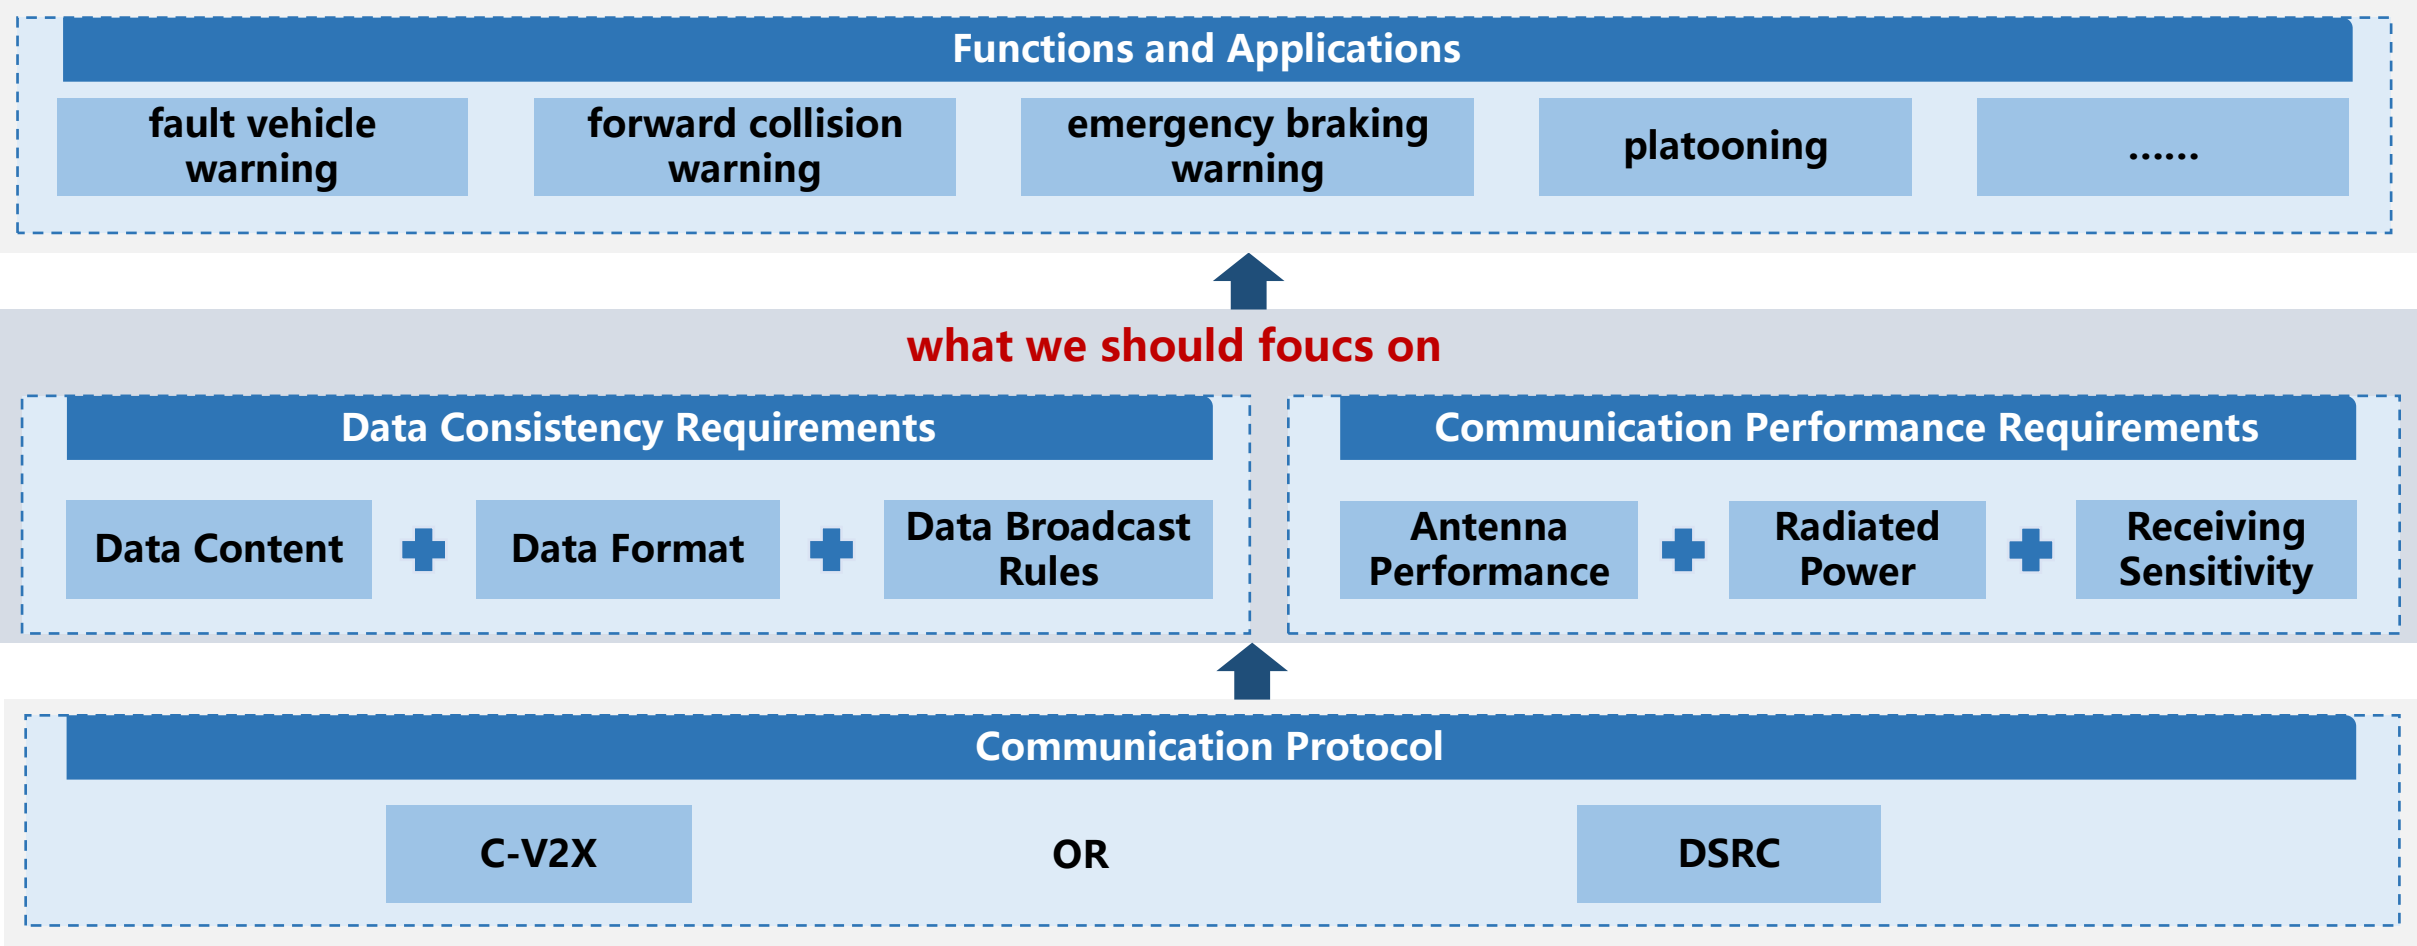 Functions and Applications
fault vehicle
warning
forward collision
warning
emergency braking
warning
platooning
......
what we should foucs on
Data Consistency Requirements
Data Content
Data Format
Data Broadcast
Rules
Communication Performance Requirements
Antenna
Performance
Radiated
Power
Receiving
Sensitivity
Communication Protocol
C-V2X
OR
DSRC